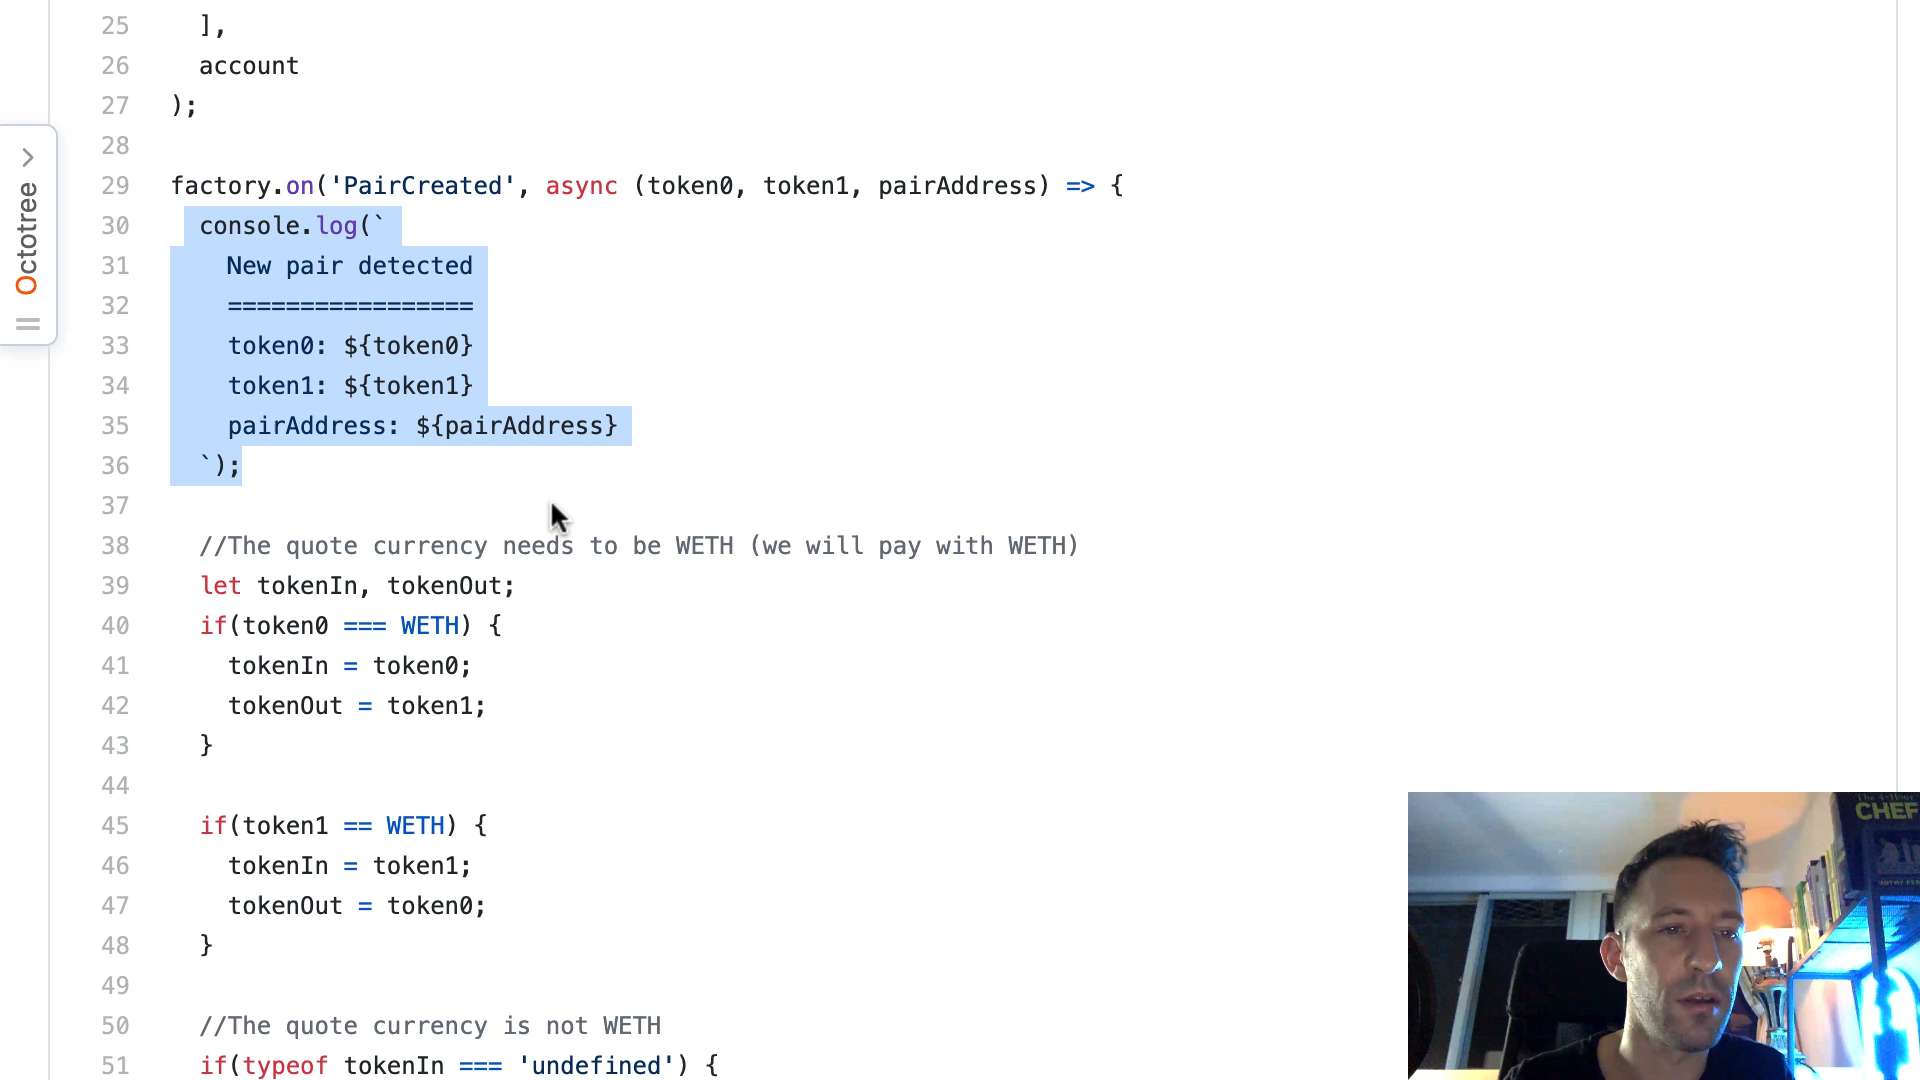 25 ],
26 account
27 );
28
29 factory.on('PairCreated', async (token0, token1, pairAddress) => {
30 console.log(`
31 New pair detected
32 =================
33 token0: ${token0}
34 token1: ${token1}
35 pairAddress: ${pairAddress}
36 `);
37
38 //The quote currency needs to be WETH (we will pay with WETH)
39 let tokenIn, tokenOut;
40 if(token0 === WETH) {
41 tokenIn = token0;
42 tokenOut = token1;
43 }
44
45 if(token1 == WETH) {
46 tokenIn = token1;
47 tokenOut = token0;
48 }
49
50 //The quote currency is not WETH
51 if(typeof tokenIn === 'undefined') {
Octotree
The 4-Hour
CHEF